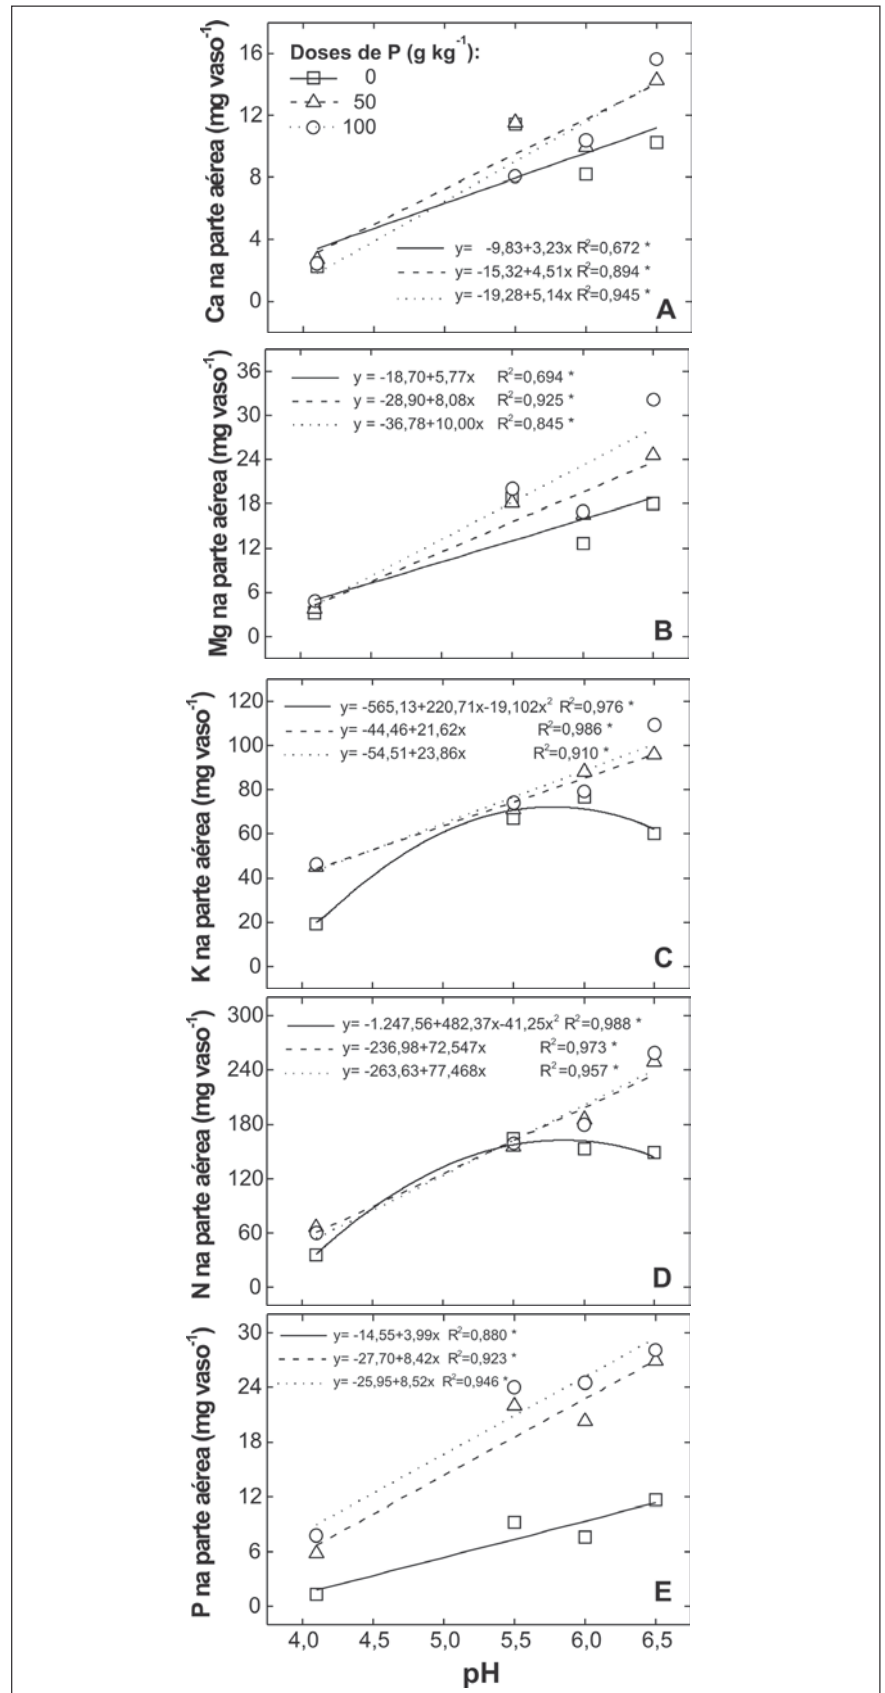 Doses de P (g kg⁻¹):
0
50
100
16
12
8
4
0
Ca na parte aérea (mg vaso⁻¹)
y= -9,83+3,23x R²=0,672 *
y= -15,32+4,51x R²=0,894 *
y= -19,28+5,14x R²=0,945 *
A
36
30
24
18
12
6
0
Mg na parte aérea (mg vaso⁻¹)
y = -18,70+5,77x R²=0,694 *
y = -28,90+8,08x R²=0,925 *
y = -36,78+10,00x R²=0,845 *
B
120
100
80
60
40
20
0
K na parte aérea (mg vaso⁻¹)
y= -565,13+220,71x-19,102x² R²=0,976 *
y= -44,46+21,62x R²=0,986 *
y= -54,51+23,86x R²=0,910 *
C
300
240
180
120
60
0
N na parte aérea (mg vaso⁻¹)
y= -1.247,56+482,37x-41,25x² R²=0,988 *
y= -236,98+72,547x R²=0,973 *
y= -263,63+77,468x R²=0,957 *
D
30
24
18
12
6
0
P na parte aérea (mg vaso⁻¹)
y= -14,55+3,99x R²=0,880 *
y= -27,70+8,42x R²=0,923 *
y= -25,95+8,52x R²=0,946 *
E
4,0 4,5 5,0 5,5 6,0 6,5
pH